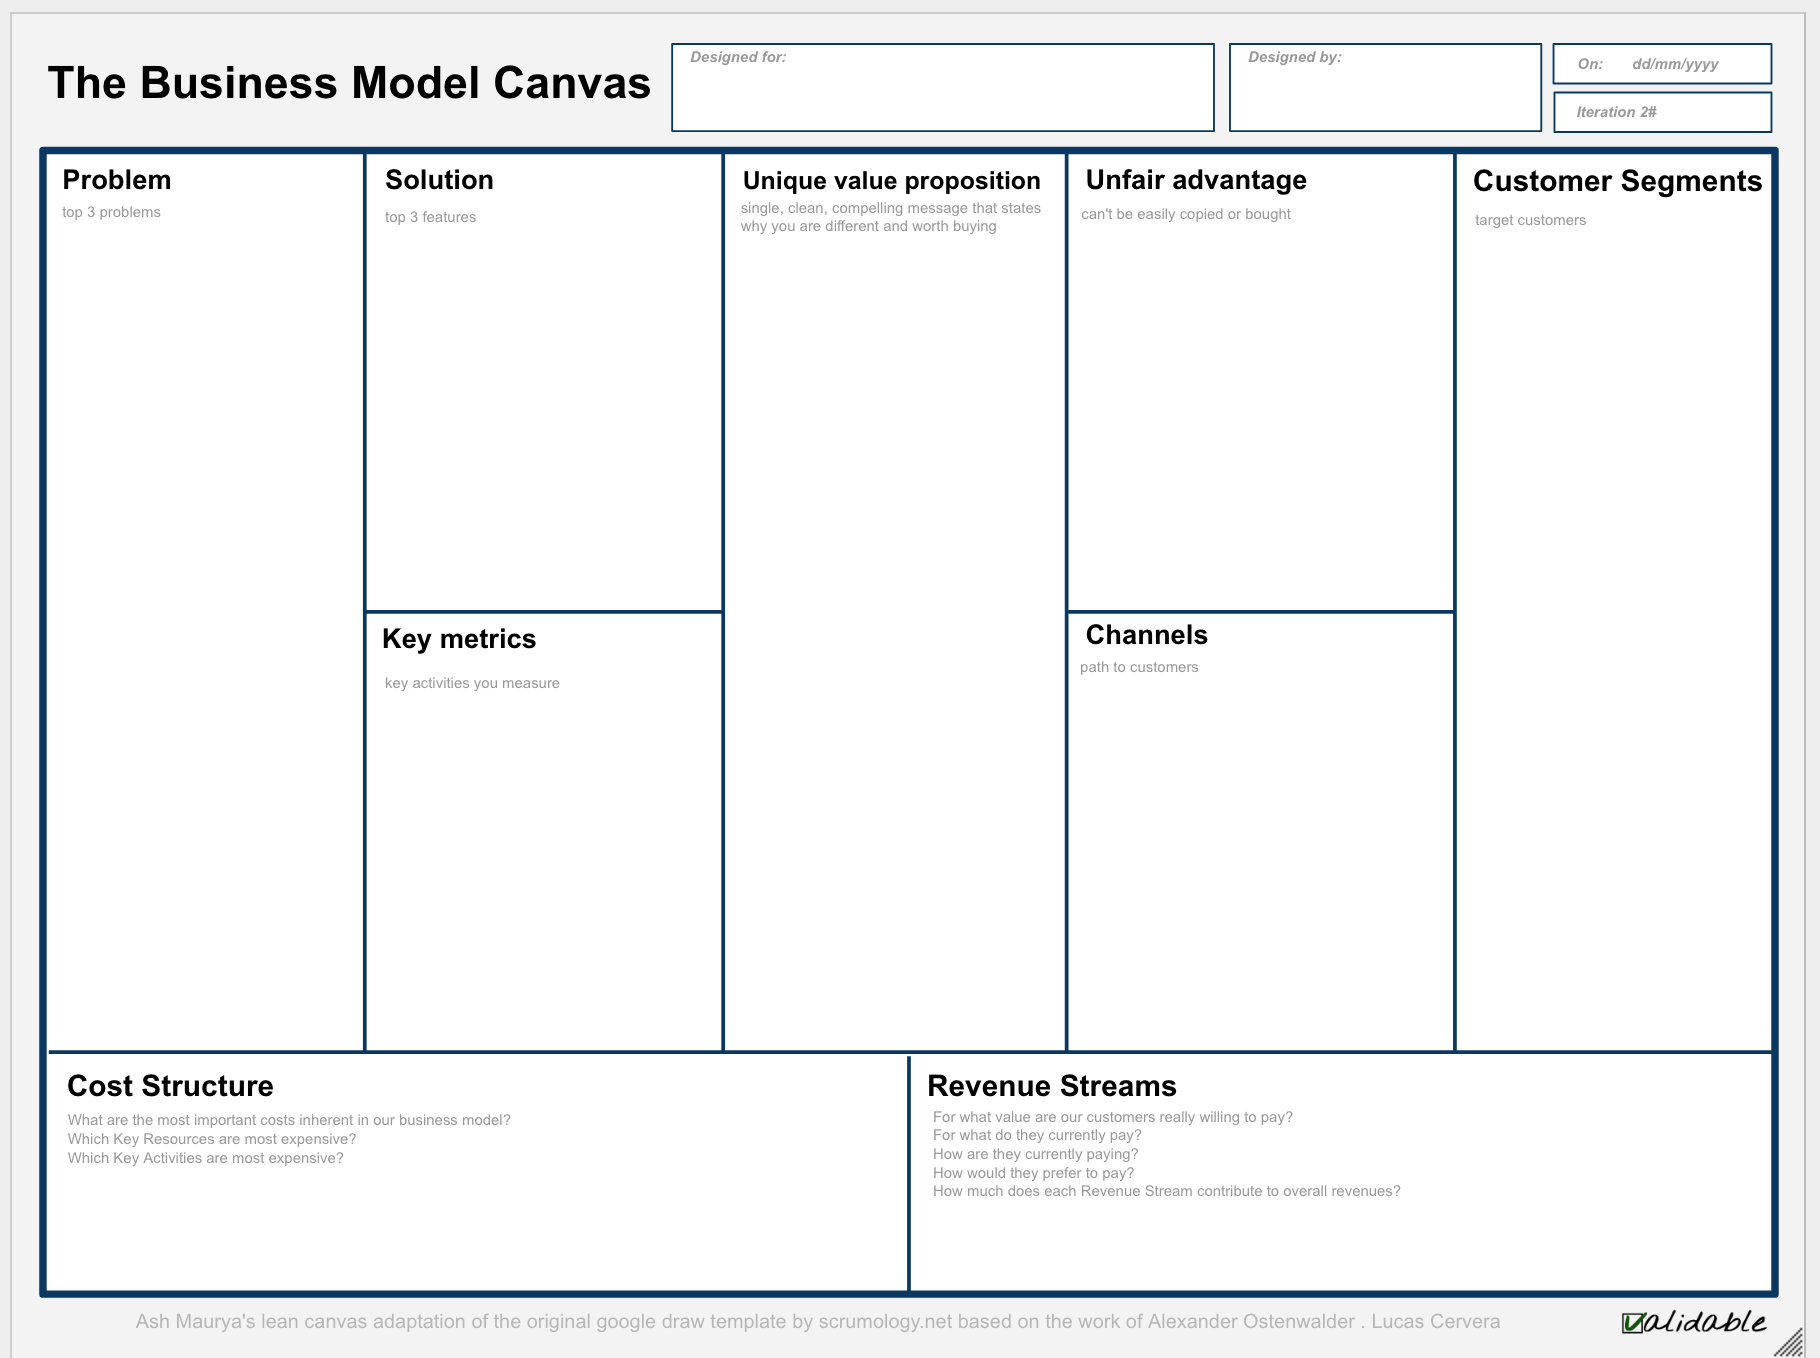 The Business Model Canvas
Designed for:
Designed by:
On: dd/mm/yyyy
Iteration 2#
Problem
top 3 problems
Solution
top 3 features
Key metrics
key activities you measure
Unique value proposition
single, clean, compelling message that states
why you are different and worth buying
Unfair advantage
can't be easily copied or bought
Channels
path to customers
Customer Segments
target customers
Cost Structure
What are the most important costs inherent in our business model?
Which Key Resources are most expensive?
Which Key Activities are most expensive?
Revenue Streams
For what value are our customers really willing to pay?
For what do they currently pay?
How are they currently paying?
How would they prefer to pay?
How much does each Revenue Stream contribute to overall revenues?
Ash Maurya's lean canvas adaptation of the original google draw template by scrumology.net based on the work of Alexander Ostenwalder . Lucas Cervera
Validable